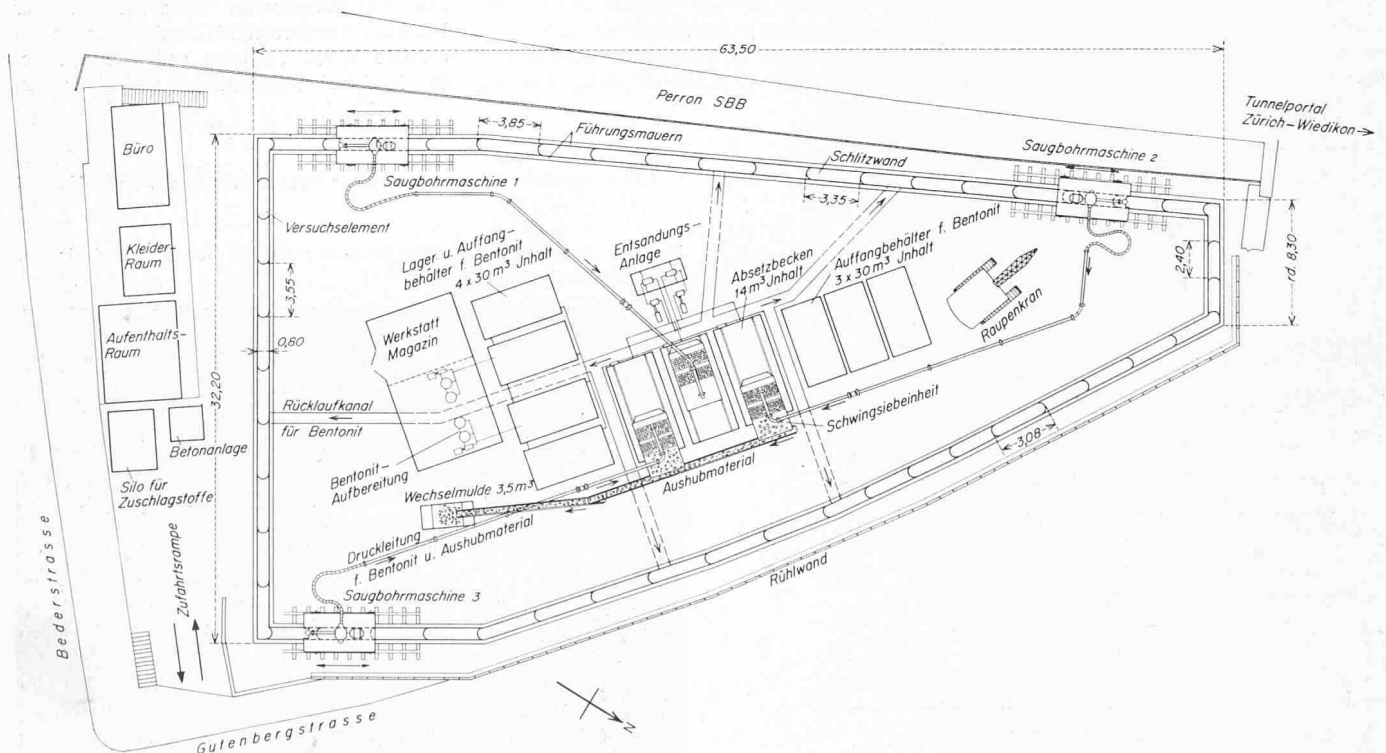 63,50
Perron SBB
Tunnelportal
Zürich-Wiedikon
Büro
3,85
Führungsmauern
Saugbohrmaschine 2
Schlitzwand
Saugbohrmaschine 1
3,35
Versuchselement
Kleider-
Raum
Lager u. Auffang-
behälter f. Bentonit
4 x 30 m³ Jnhalt
Entsandungs-
Anlage
Absetzbecken
14 m³ Jnhalt
Auffangbehälter f. Bentonit
3 x 30 m³ Jnhalt
2,40
rd. 8,30
3,55
Raupenkran
Werkstatt
Magazin
Aufenthalts-
Raum
0,60
32,20
Rücklaufkanal
für Bentonit
Schwingsiebeinheit
3,08
Betonanlage
Bentonit-
Aufbereitung
Aushubmaterial
Silo für
Zuschlagstoffe
Wechselmulde 3,5 m³
Druckleitung
f. Bentonit u. Aushubmaterial
Rühlwand
Zufahrtsrampe
Saugbohrmaschine 3
Bederstrasse
N
Gutenbergstrasse